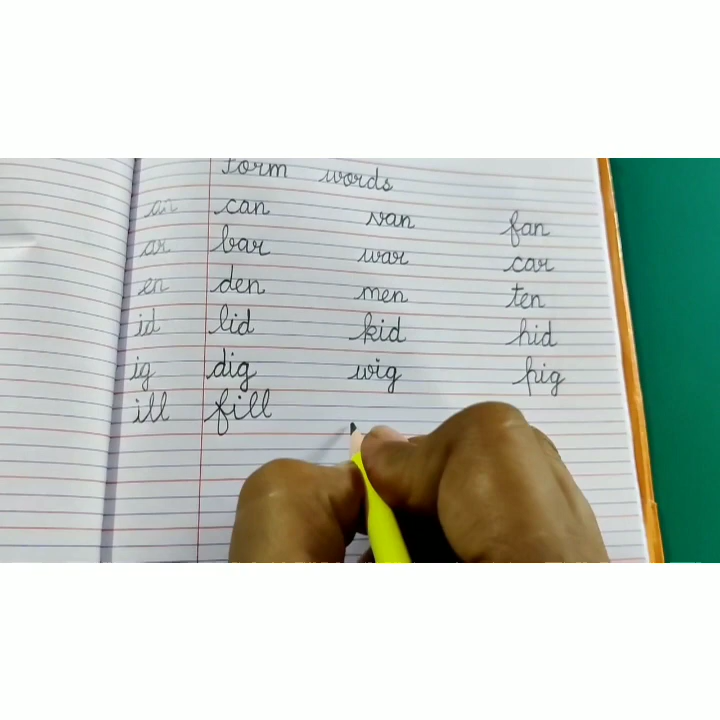 form words
an can van fan
ar bar war car
en den men ten
id lid kid hid
ig dig wig pig
ill fill